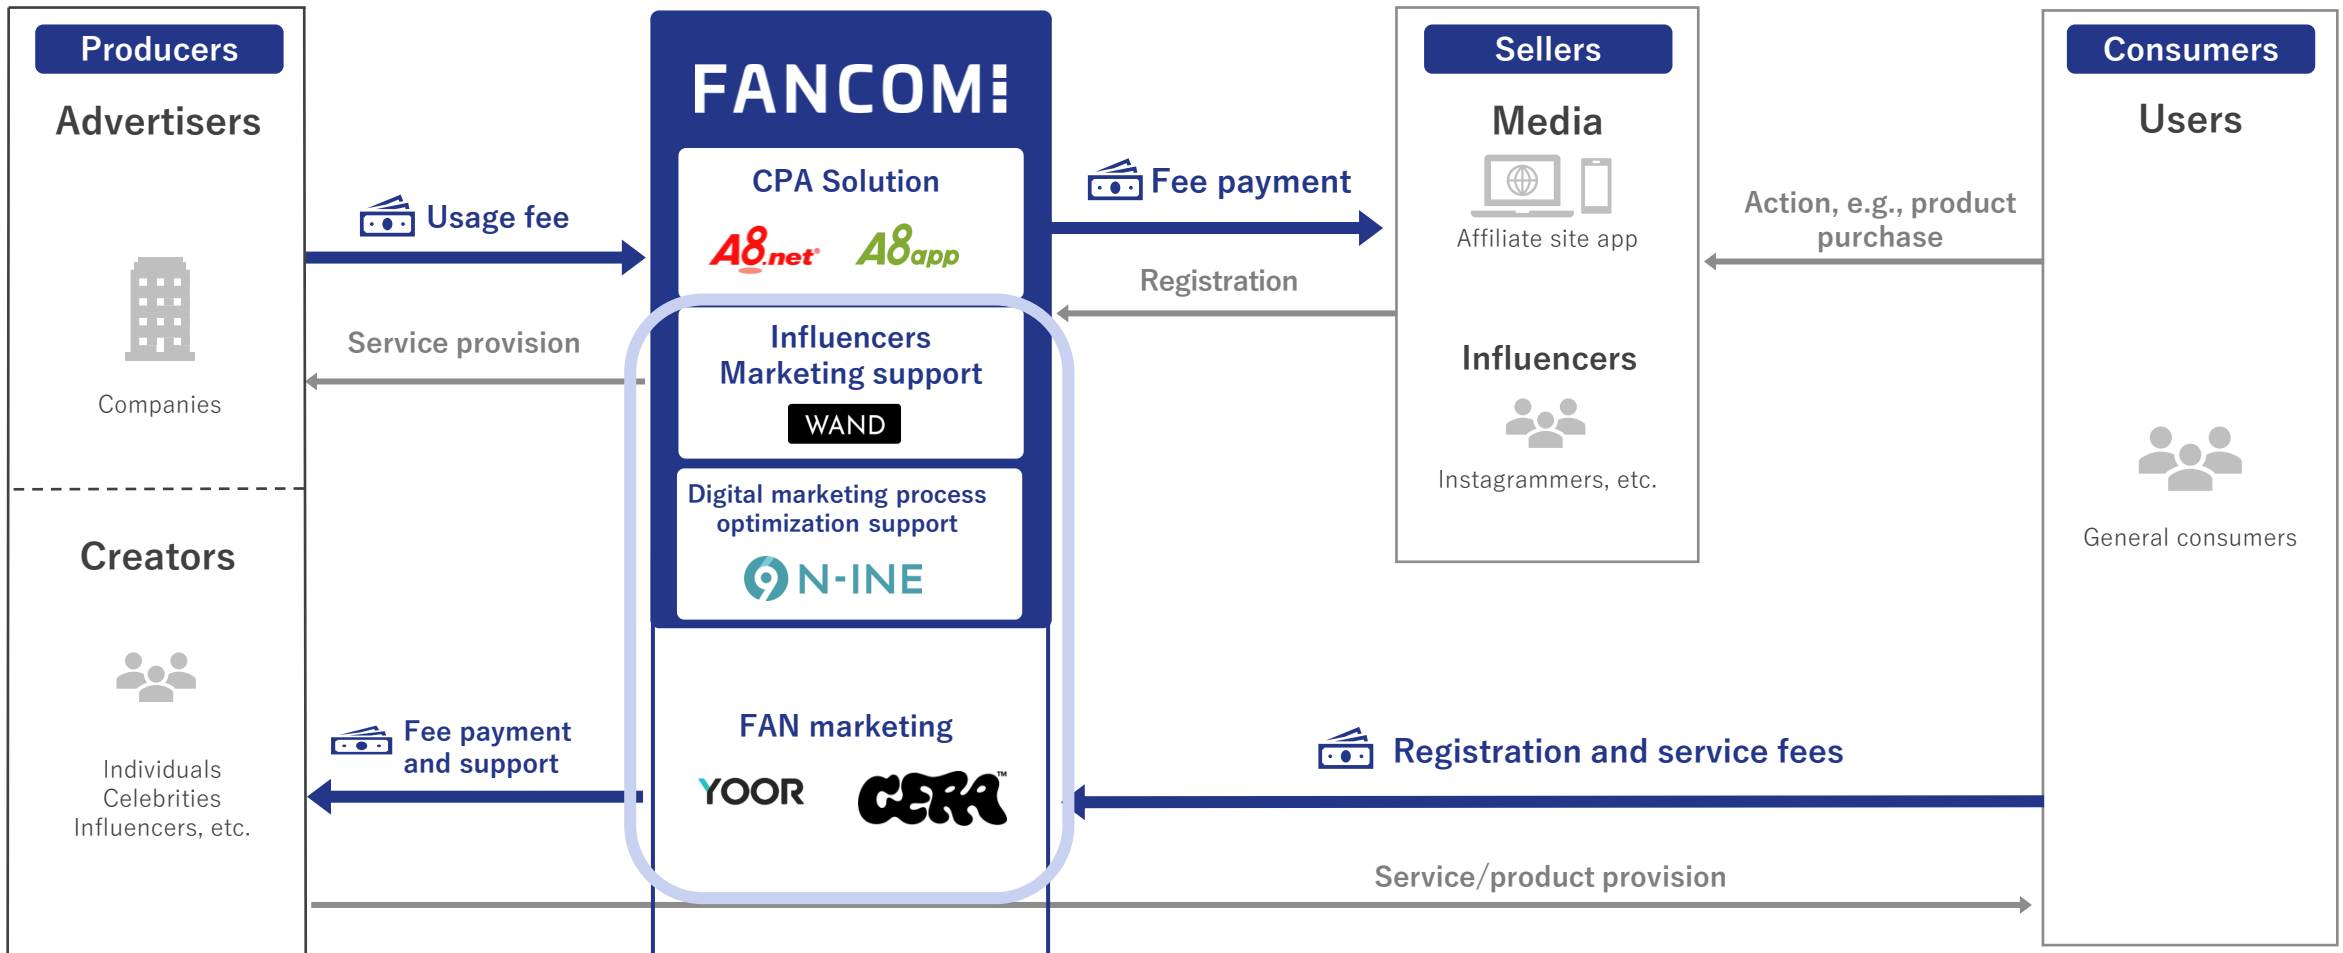 Producers
Advertisers
Companies
Creators
Individuals
Celebrities
Influencers, etc.
Usage fee
Service provision
Fee payment
and support
FANCOMI
CPA Solution
A8.net®
A8app
Influencers
Marketing support
WAND
Digital marketing process
optimization support
9 N-INE
FAN marketing
YOOR
CERA™
Fee payment
Registration
Sellers
Media
Affiliate site app
Influencers
Instagrammers, etc.
Action, e.g., product
purchase
Registration and service fees
Service/product provision
Consumers
Users
General consumers